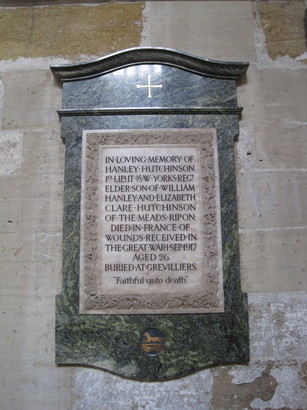 IN·LOVING·MEMORY·OF
HANLEY·HUTCHINSON
1ST·LIEUT·3/5·W·YORKS·REGT
ELDER·SON·OF·WILLIAM
HANLEY·AND·ELIZABETH
CLARE·HUTCHINSON
OF·THE·MEADS·RIPON
DIED·IN·FRANCE·OF
WOUNDS·RECEIVED·IN
THE·GREAT·WAR·1·SEP·1917
AGED·26.
BURIED·AT·GREVILLIERS.
"Faithful unto death"